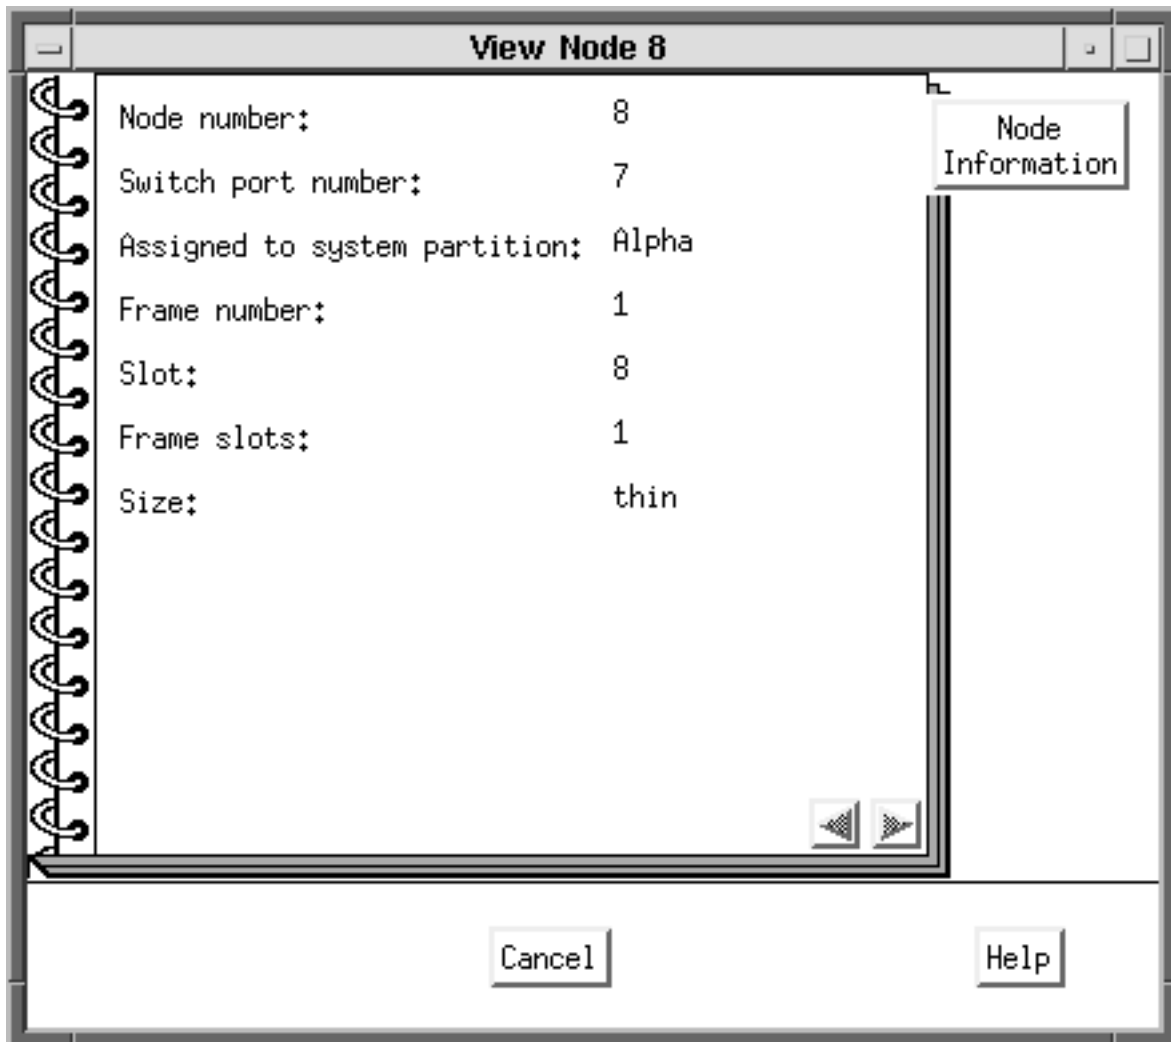 View Node 8
Node number: 8
Switch port number: 7
Assigned to system partition: Alpha
Frame number: 1
Slot: 8
Frame slots: 1
Size: thin
Node
Information
Cancel
Help